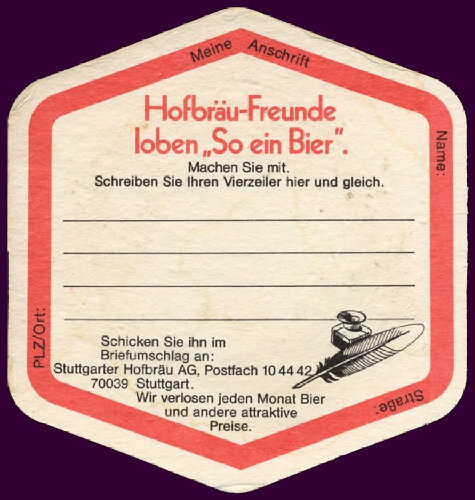 Meine Anschrift
Name:
Hofbräu-Freunde
loben „So ein Bier".
Machen Sie mit.
Schreiben Sie Ihren Vierzeiler hier und gleich.
PLZ/Ort:
Schicken Sie ihn im
Briefumschlag an:
Stuttgarter Hofbräu AG, Postfach 10 44 42,
70039 Stuttgart.
Wir verlosen jeden Monat Bier
und andere attraktive
Preise.
Straße: